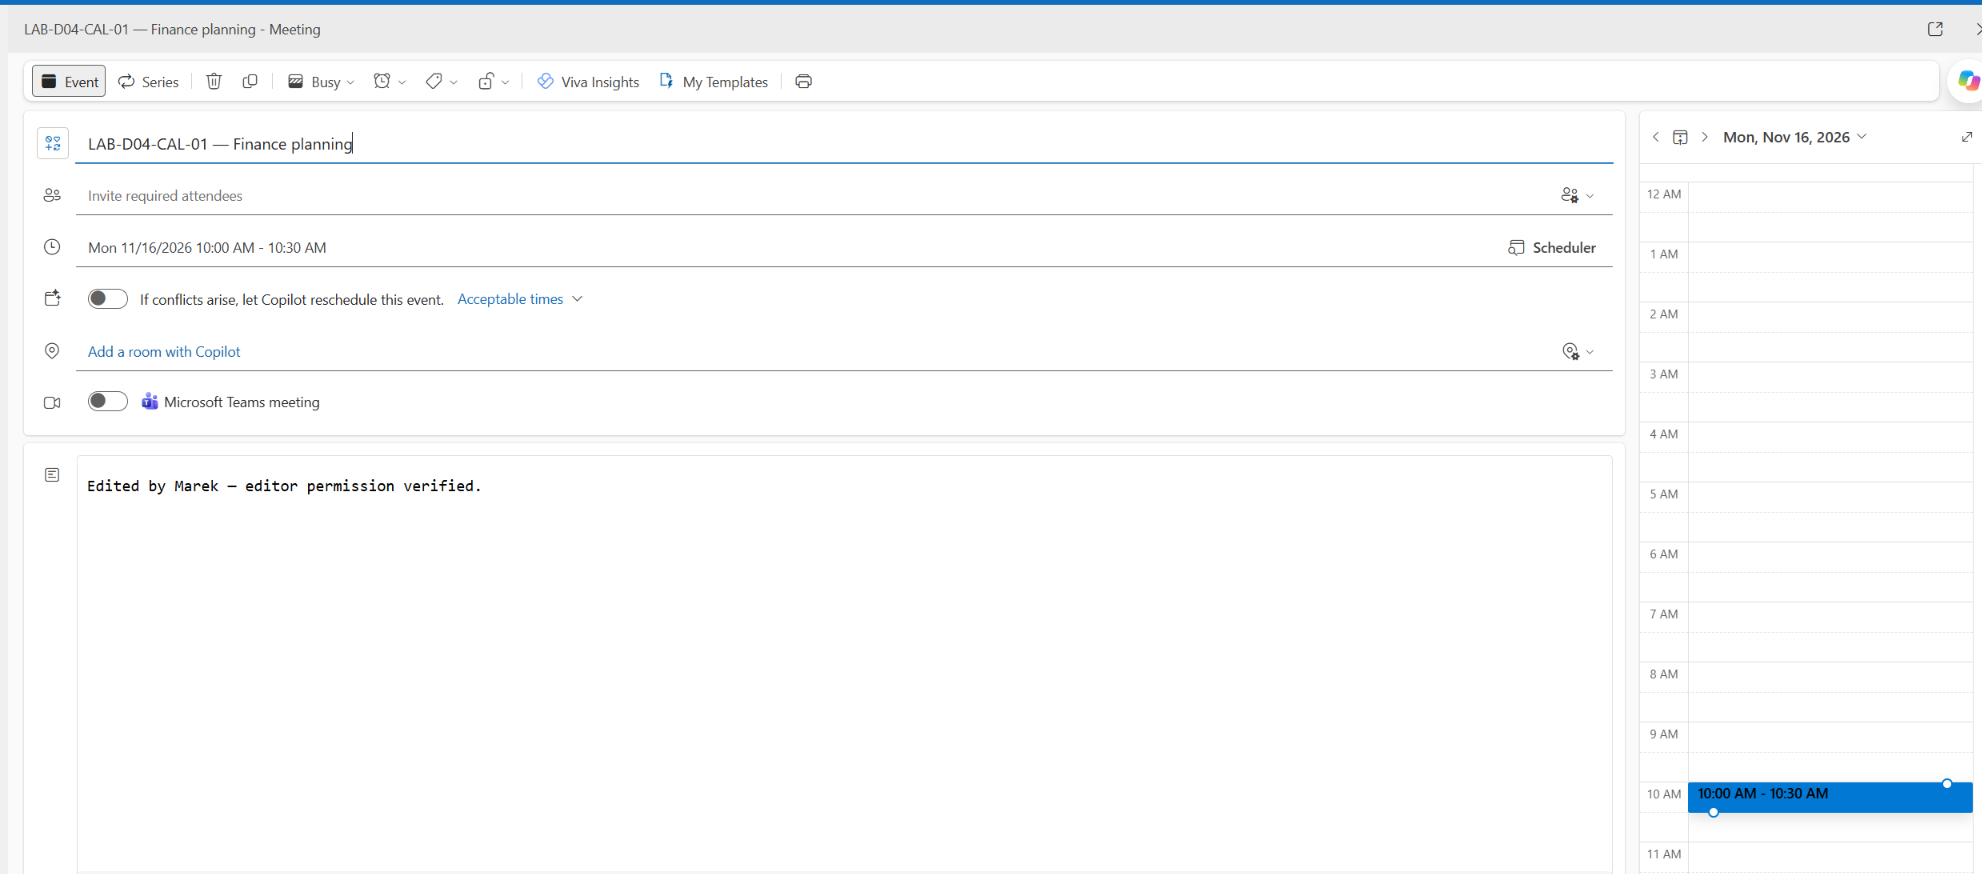 LAB-D04-CAL-01 — Finance planning - Meeting
Event Series Busy Viva Insights My Templates
LAB-D04-CAL-01 — Finance planning
Invite required attendees
Mon 11/16/2026 10:00 AM - 10:30 AM Scheduler
If conflicts arise, let Copilot reschedule this event. Acceptable times
Add a room with Copilot
Microsoft Teams meeting
Edited by Marek — editor permission verified.
Mon, Nov 16, 2026
12 AM
1 AM
2 AM
3 AM
4 AM
5 AM
6 AM
7 AM
8 AM
9 AM
10 AM 10:00 AM - 10:30 AM
11 AM